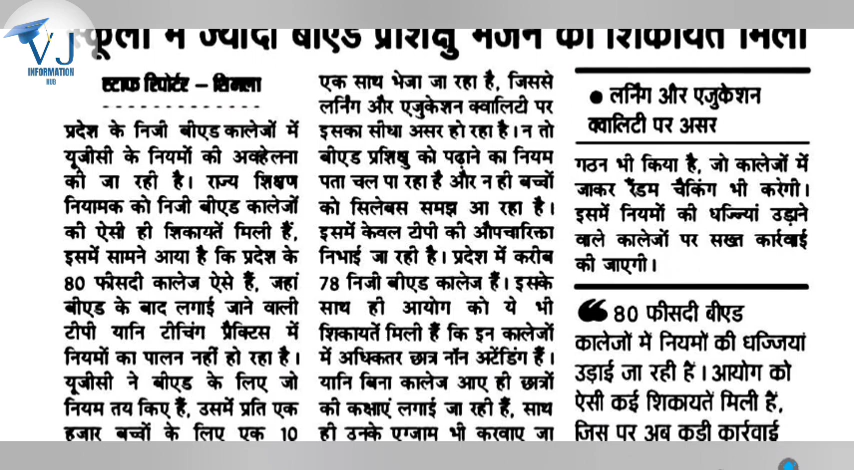 VJ
INFORMATION
HUB
स्कूलों में ज्यादा बीएड प्रशिक्षु भेजने की शिकायतें मिली
स्टाफ रिपोर्टर – शिमला
प्रदेश के निजी बीएड कालेजों में
यूजीसी के नियमों की अवहेलना
की जा रही है। राज्य शिक्षण
नियामक को निजी बीएड कालेजों
की ऐसी ही शिकायतें मिली हैं,
इसमें सामने आया है कि प्रदेश के
80 फीसदी कालेज ऐसे हैं, जहां
बीएड के बाद लगाई जाने वाली
टीपी यानि टीचिंग प्रैक्टिस में
नियमों का पालन नहीं हो रहा है।
यूजीसी ने बीएड के लिए जो
नियम तय किए हैं, उसमें प्रति एक
हजार बच्चों के लिए एक 10
एक साथ भेजा जा रहा है, जिससे
लर्निंग और एजुकेशन क्वालिटी पर
इसका सीधा असर हो रहा है। न तो
बीएड प्रशिक्षु को पढ़ाने का नियम
पता चल पा रहा है और न ही बच्चों
को सिलेबस समझ आ रहा है।
इसमें केवल टीपी की औपचारिक्ता
निभाई जा रही है। प्रदेश में करीब
78 निजी बीएड कालेज हैं। इसके
साथ ही आयोग को ये भी
शिकायतें मिली हैं कि इन कालेजों
में अधिकतर छात्र नॉन अटेंडिंग हैं।
यानि बिना कालेज आए ही छात्रों
की कक्षाएं लगाई जा रही हैं, साथ
ही उनके एग्जाम भी करवाए जा
● लर्निंग और एजुकेशन
क्वालिटी पर असर
गठन भी किया है, जो कालेजों में
जाकर रैंडम चैकिंग भी करेगी।
इसमें नियमों की धज्ज्यिां उड़ाने
वाले कालेजों पर सख्त कार्रवाई
की जाएगी।
❝ 80 फीसदी बीएड
कालेजों में नियमों की धज्जियां
उड़ाई जा रही हैं। आयोग को
ऐसी कई शिकायतें मिली हैं,
जिस पर अब कड़ी कार्रवाई